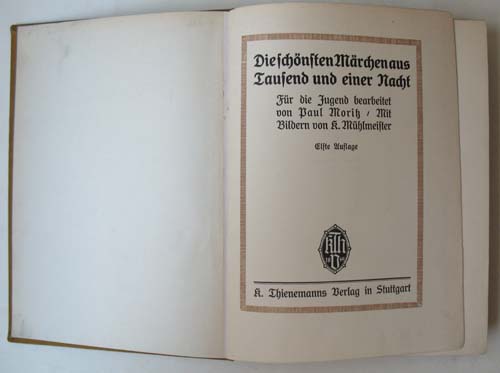 Die schönsten Märchen aus
Tausend und einer Nacht
Für die Jugend bearbeitet
von Paul Moritz / Mit
Bildern von K. Mühlmeister
Elfte Auflage
K. Thienemanns Verlag in Stuttgart